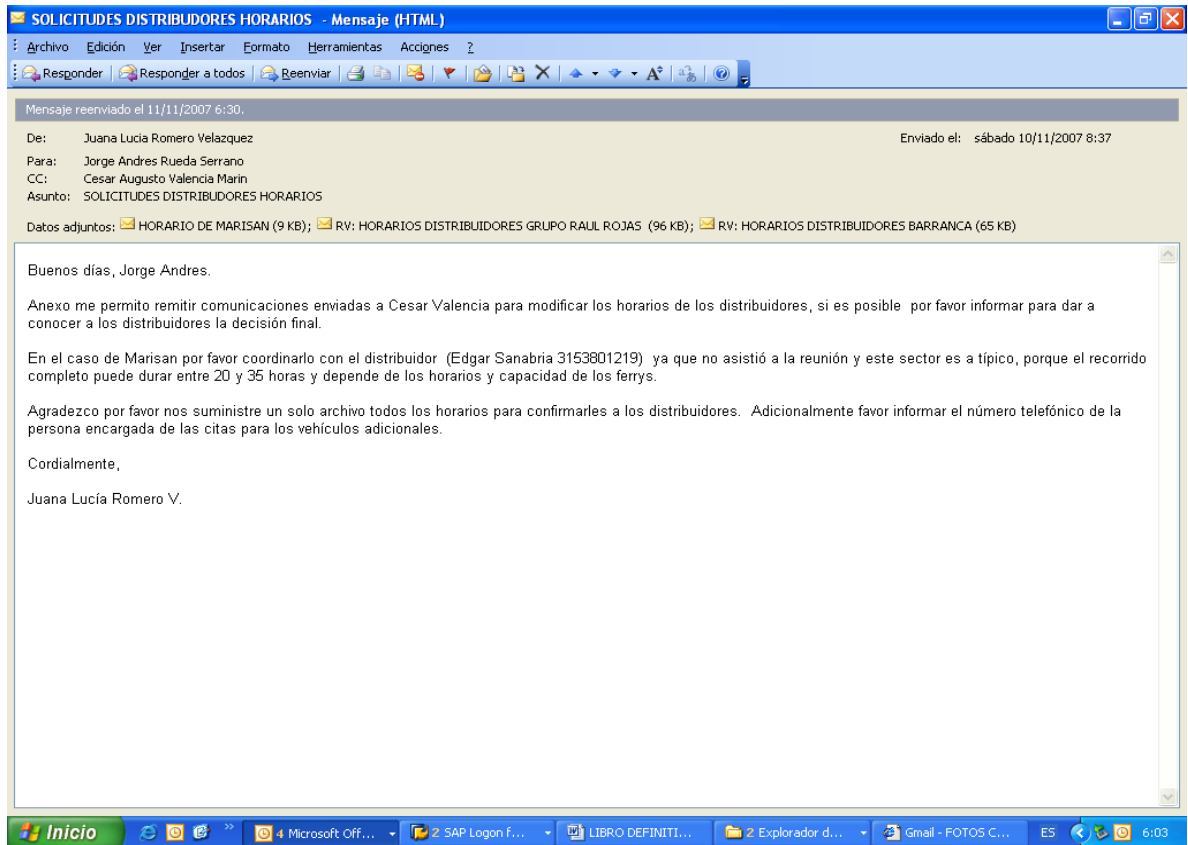 SOLICITUDES DISTRIBUDORES HORARIOS - Mensaje (HTML)
Archivo Edición Ver Insertar Formato Herramientas Acciones ?
Responder Responder a todos Reenviar
Mensaje reenviado el 11/11/2007 6:30.
De: Juana Lucia Romero Velazquez Enviado el: sábado 10/11/2007 8:37
Para: Jorge Andres Rueda Serrano
CC: Cesar Augusto Valencia Marin
Asunto: SOLICITUDES DISTRIBUDORES HORARIOS
Datos adjuntos: HORARIO DE MARISAN (9 KB); RV: HORARIOS DISTRIBUIDORES GRUPO RAUL ROJAS (96 KB); RV: HORARIOS DISTRIBUIDORES BARRANCA (65 KB)
Buenos días, Jorge Andres.
Anexo me permito remitir comunicaciones enviadas a Cesar Valencia para modificar los horarios de los distribuidores, si es posible por favor informar para dar a
conocer a los distribuidores la decisión final.
En el caso de Marisan por favor coordinarlo con el distribuidor (Edgar Sanabria 3153801219) ya que no asistió a la reunión y este sector es a típico, porque el recorrido
completo puede durar entre 20 y 35 horas y depende de los horarios y capacidad de los ferrys.
Agradezco por favor nos suministre un solo archivo todos los horarios para confirmarles a los distribuidores. Adicionalmente favor informar el número telefónico de la
persona encargada de las citas para los vehículos adicionales.
Cordialmente,
Juana Lucía Romero V.
Inicio 4 Microsoft Off... 2 SAP Logon f... LIBRO DEFINITI... 2 Explorador d... Gmail - FOTOS C... ES 6:03